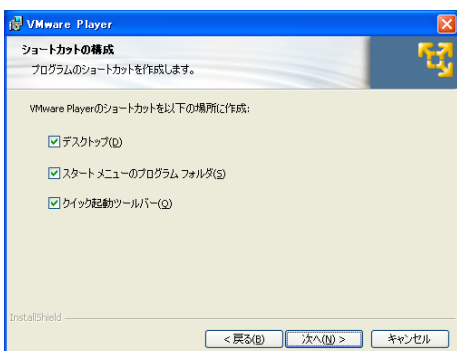 VMware Player
ショートカットの構成
プログラムのショートカットを作成します。
VMware Playerのショートカットを以下の場所に作成:
デスクトップ(D)
スタート メニューのプログラム フォルダ(S)
クイック起動ツールバー(Q)
InstallShield
< 戻る(B)
次へ(N) >
キャンセル